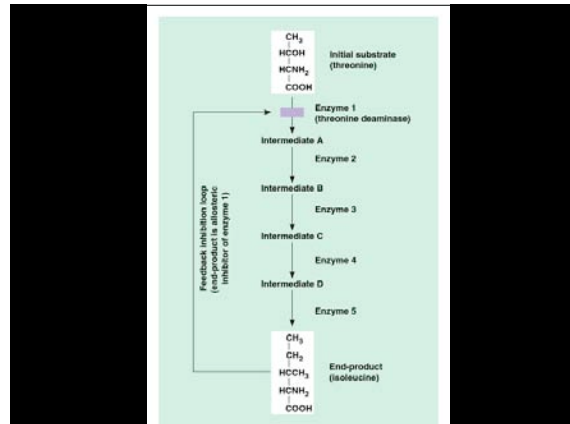 CH3
HCOH
HCNH2
COOH
Initial substrate
(threonine)
Enzyme 1
(threonine deaminase)
Intermediate A
Enzyme 2
Intermediate B
Enzyme 3
Intermediate C
Enzyme 4
Intermediate D
Enzyme 5
Feedback inhibition loop
(end-product is allosteric
inhibitor of enzyme 1)
CH3
CH2
HCCH3
HCNH2
COOH
End-product
(isoleucine)